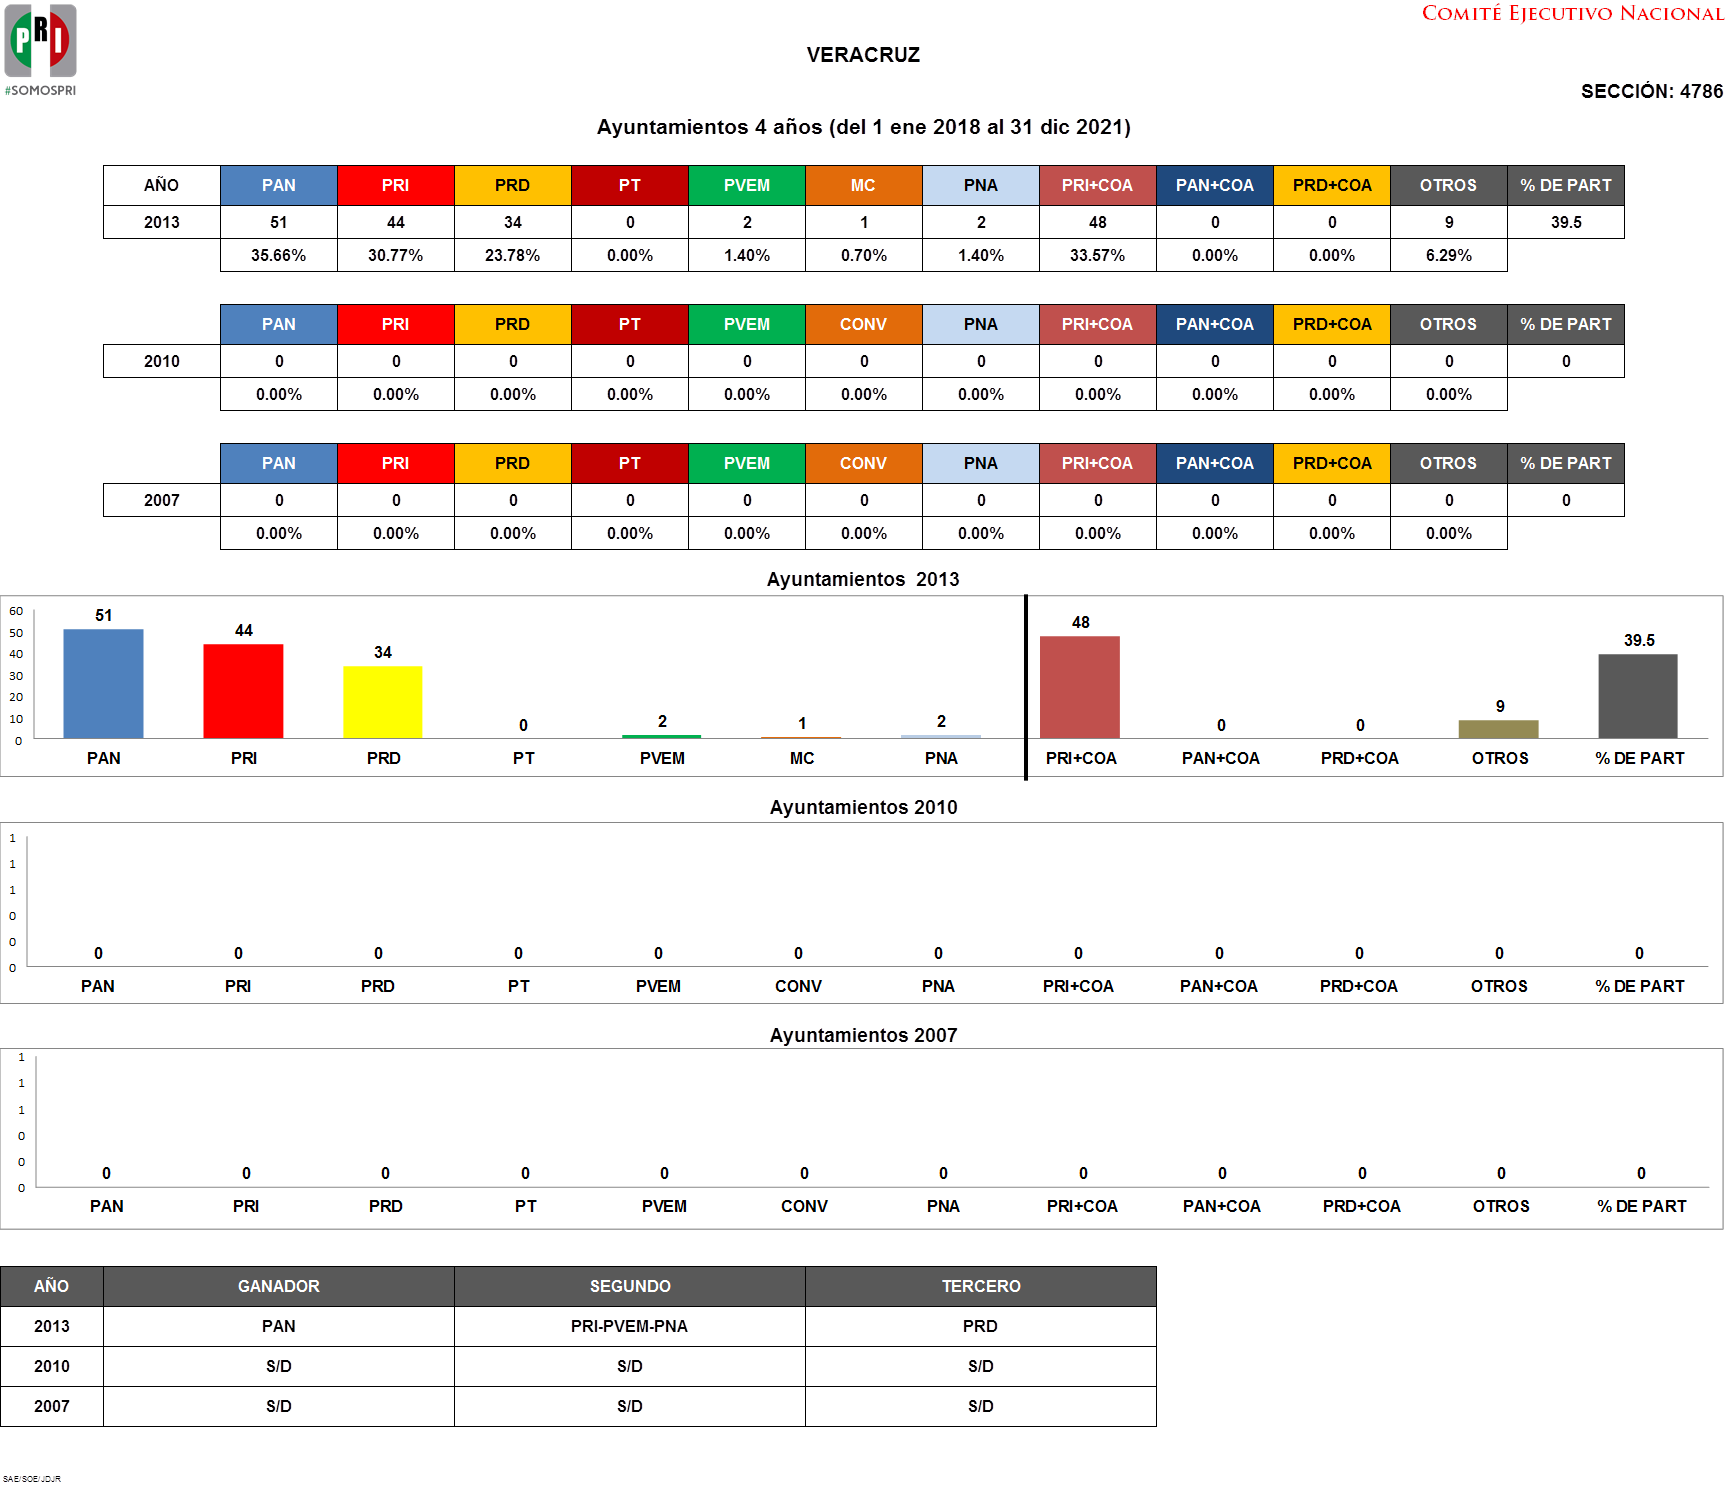 PRI
#SOMOSPRI
COMITÉ EJECUTIVO NACIONAL
VERACRUZ
SECCIÓN: 4786
Ayuntamientos 4 años (del 1 ene 2018 al 31 dic 2021)
AÑO PAN PRI PRD PT PVEM MC PNA PRI+COA PAN+COA PRD+COA OTROS % DE PART
2013 51 44 34 0 2 1 2 48 0 0 9 39.5
35.66% 30.77% 23.78% 0.00% 1.40% 0.70% 1.40% 33.57% 0.00% 0.00% 6.29%
PAN PRI PRD PT PVEM CONV PNA PRI+COA PAN+COA PRD+COA OTROS % DE PART
2010 0 0 0 0 0 0 0 0 0 0 0 0
0.00% 0.00% 0.00% 0.00% 0.00% 0.00% 0.00% 0.00% 0.00% 0.00% 0.00%
PAN PRI PRD PT PVEM CONV PNA PRI+COA PAN+COA PRD+COA OTROS % DE PART
2007 0 0 0 0 0 0 0 0 0 0 0 0
0.00% 0.00% 0.00% 0.00% 0.00% 0.00% 0.00% 0.00% 0.00% 0.00% 0.00%
Ayuntamientos 2013
60
50
40
30
20
10
0
51 44 34 0 2 1 2 48 0 0 9 39.5
PAN PRI PRD PT PVEM MC PNA PRI+COA PAN+COA PRD+COA OTROS % DE PART
Ayuntamientos 2010
1
1
1
0
0
0
0 0 0 0 0 0 0 0 0 0 0 0
PAN PRI PRD PT PVEM CONV PNA PRI+COA PAN+COA PRD+COA OTROS % DE PART
Ayuntamientos 2007
1
1
1
0
0
0
0 0 0 0 0 0 0 0 0 0 0 0
PAN PRI PRD PT PVEM CONV PNA PRI+COA PAN+COA PRD+COA OTROS % DE PART
AÑO GANADOR SEGUNDO TERCERO
2013 PAN PRI-PVEM-PNA PRD
2010 S/D S/D S/D
2007 S/D S/D S/D
SAE/SOE/JDJR